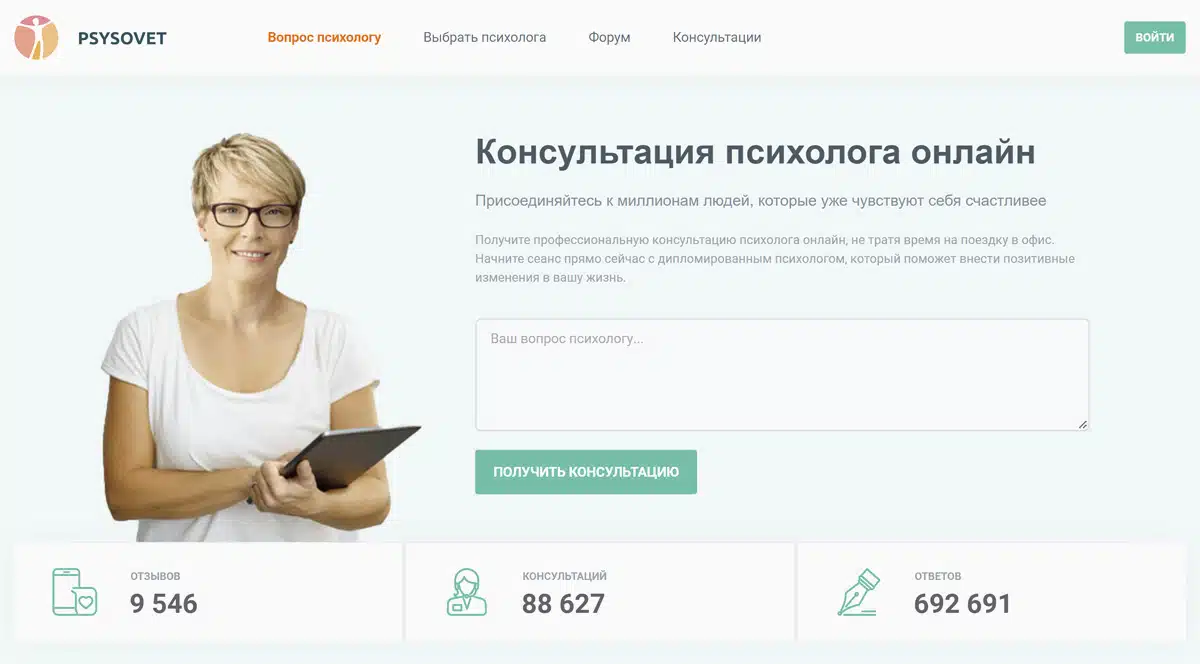 PSYSOVET
Вопрос психологу
Выбрать психолога
Форум
Консультации
ВОЙТИ
Консультация психолога онлайн
Присоединяйтесь к миллионам людей, которые уже чувствуют себя счастливее
Получите профессиональную консультацию психолога онлайн, не тратя время на поездку в офис.
Начните сеанс прямо сейчас с дипломированным психологом, который поможет внести позитивные
изменения в вашу жизнь.
Ваш вопрос психологу...
ПОЛУЧИТЬ КОНСУЛЬТАЦИЮ
ОТЗЫВОВ
9 546
КОНСУЛЬТАЦИЙ
88 627
ОТВЕТОВ
692 691